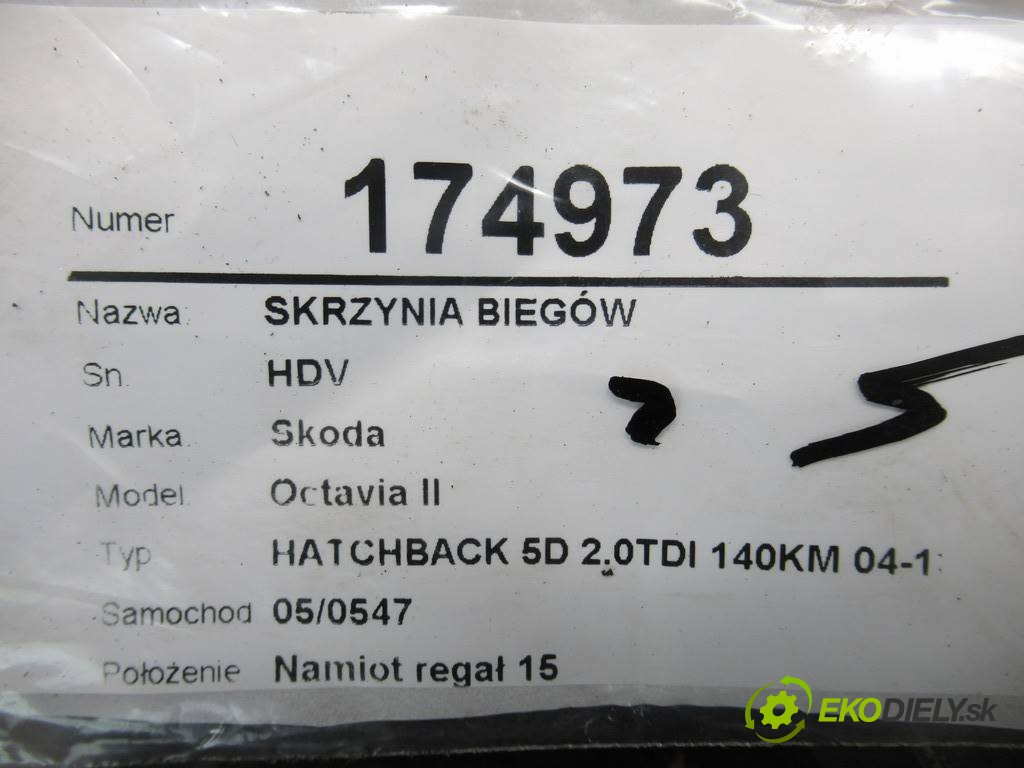 Numer 174973
Nazwa: SKRZYNIA BIEGÓW
Sn. HDV
Marka. Skoda
Model. Octavia II
Typ HATCHBACK 5D 2.0TDI 140KM 04-1
Samochod 05/0547
Położenie Namiot regał 15
EKODIELY.sk